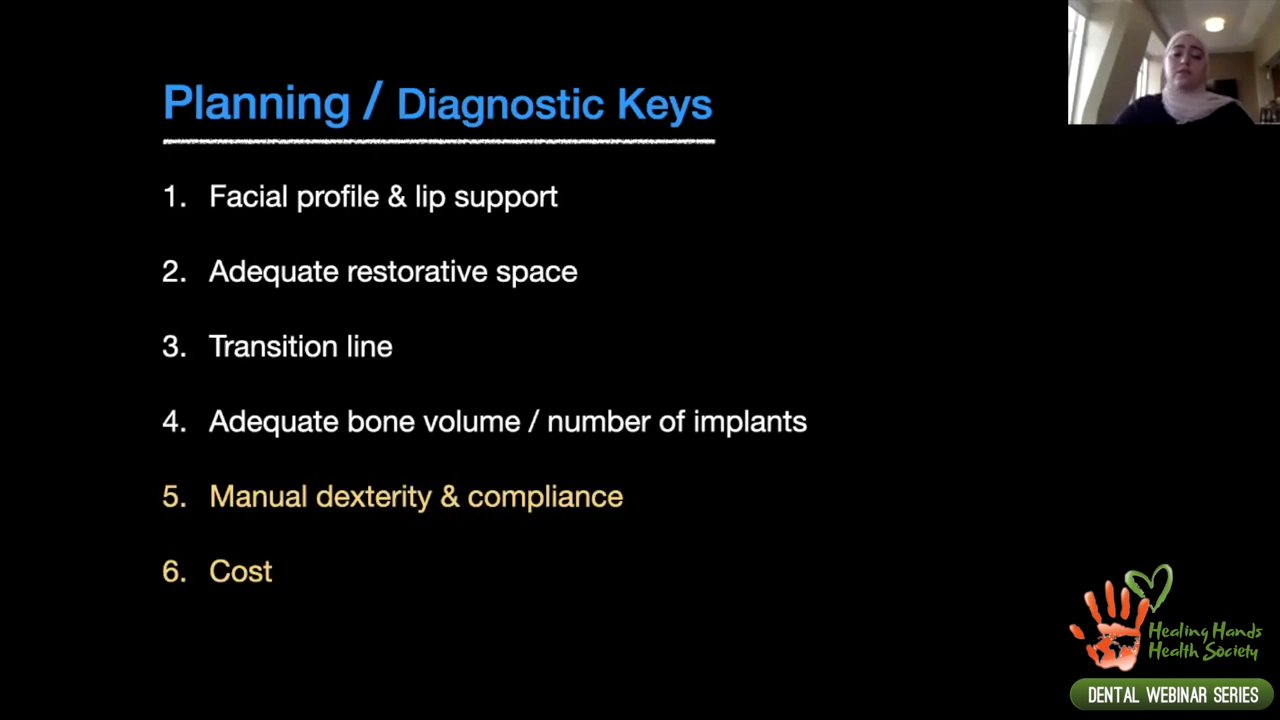 Planning / Diagnostic Keys
1. Facial profile & lip support
2. Adequate restorative space
3. Transition line
4. Adequate bone volume / number of implants
5. Manual dexterity & compliance
6. Cost
Healing Hands
Health Society
DENTAL WEBINAR SERIES